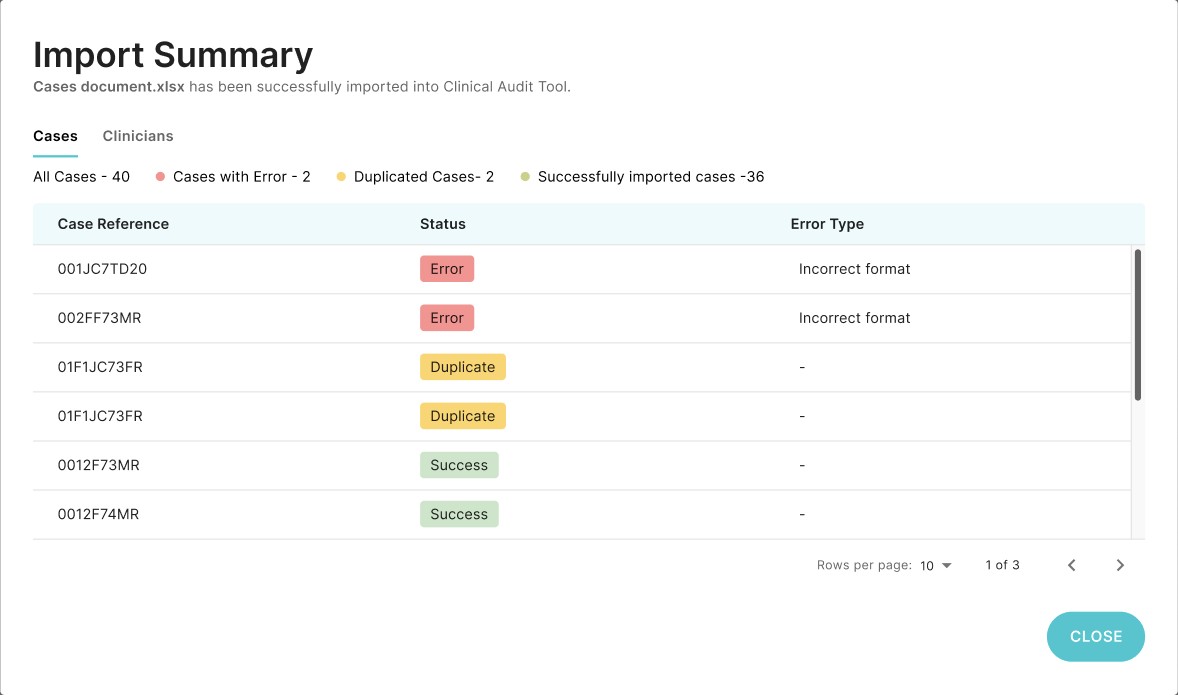 Import Summary
Cases document.xlsx has been successfully imported into Clinical Audit Tool.
Cases Clinicians
All Cases - 40 Cases with Error - 2 Duplicated Cases- 2 Successfully imported cases -36
Case Reference Status Error Type
001JC7TD20 Error Incorrect format
002FF73MR Error Incorrect format
01F1JC73FR Duplicate -
01F1JC73FR Duplicate -
0012F73MR Success -
0012F74MR Success -
Rows per page: 10 1 of 3
CLOSE